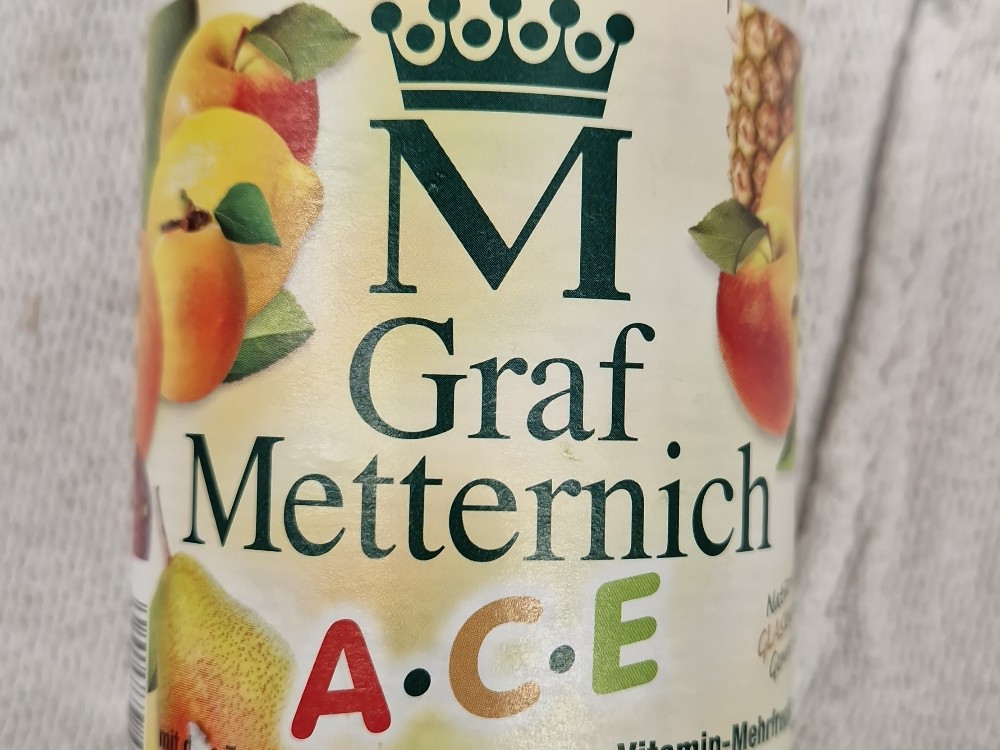 M
Graf
Metternich
A·C·E